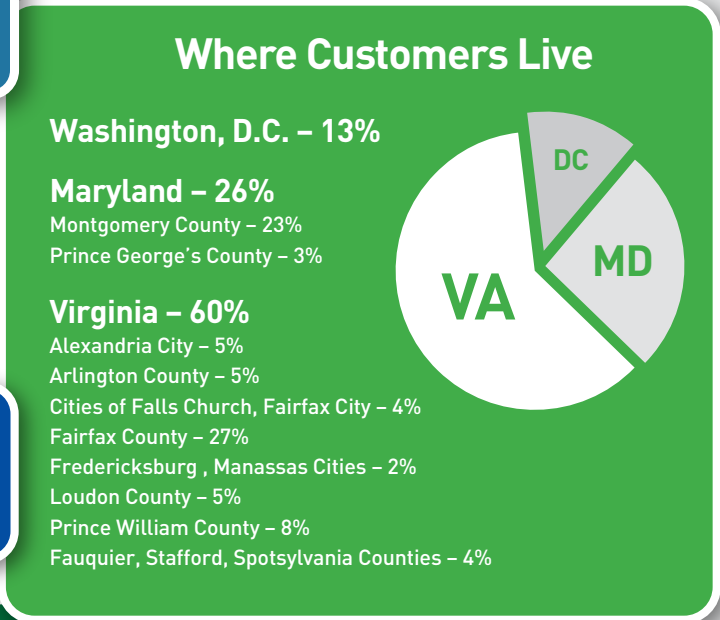 Where Customers Live
Washington, D.C. – 13%
Maryland – 26%
Montgomery County – 23%
Prince George's County – 3%
Virginia – 60%
Alexandria City – 5%
Arlington County – 5%
Cities of Falls Church, Fairfax City – 4%
Fairfax County – 27%
Fredericksburg , Manassas Cities – 2%
Loudon County – 5%
Prince William County – 8%
Fauquier, Stafford, Spotsylvania Counties – 4%
DC
MD
VA